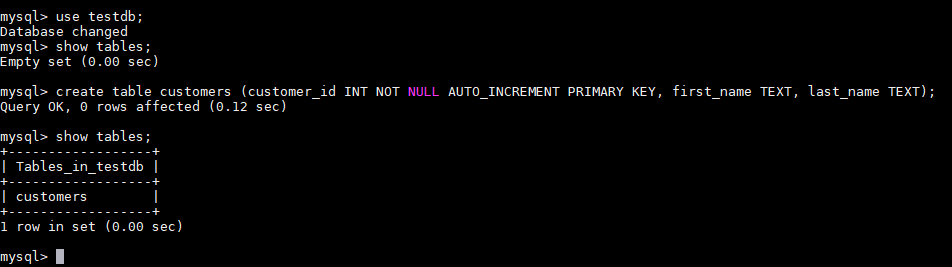 mysql> use testdb;
Database changed
mysql> show tables;
Empty set (0.00 sec)
mysql> create table customers (customer_id INT NOT NULL AUTO_INCREMENT PRIMARY KEY, first_name TEXT, last_name TEXT);
Query OK, 0 rows affected (0.12 sec)
mysql> show tables;
+------------------+
| Tables_in_testdb |
+------------------+
| customers        |
+------------------+
1 row in set (0.00 sec)
mysql>